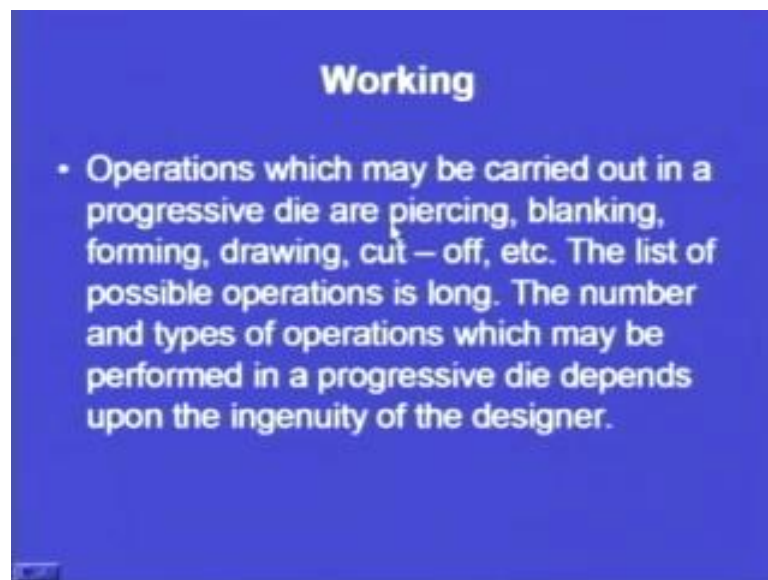 Working
• Operations which may be carried out in a
progressive die are piercing, blanking,
forming, drawing, cut – off, etc. The list of
possible operations is long. The number
and types of operations which may be
performed in a progressive die depends
upon the ingenuity of the designer.